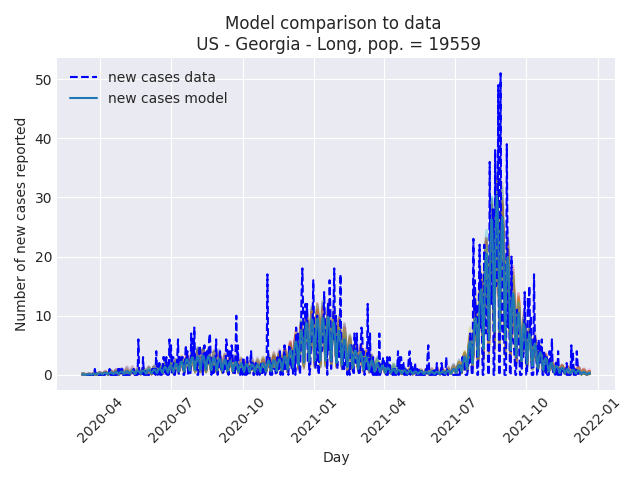 Model comparison to data
US - Georgia - Long, pop. = 19559
new cases data
new cases model
Number of new cases reported
50
40
30
20
10
0
2020-04
2020-07
2020-10
2021-01
2021-04
2021-07
2021-10
2022-01
Day